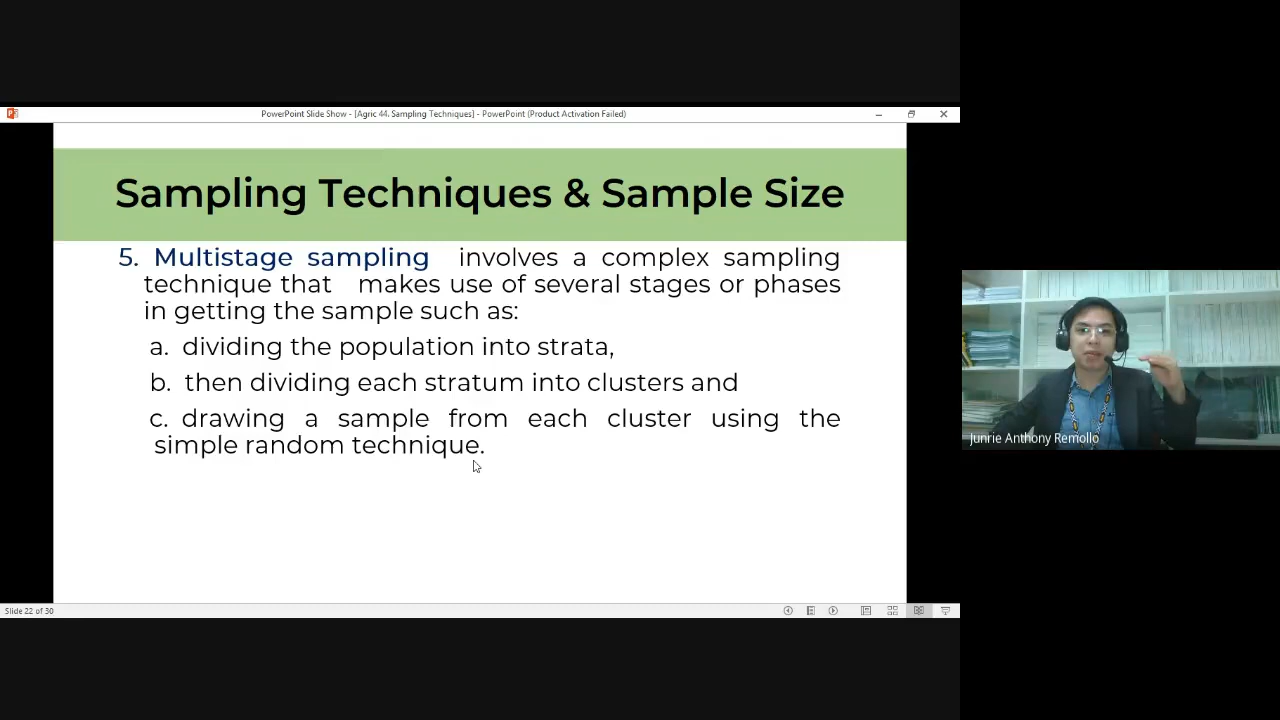 PowerPoint Slide Show - [Agric 44. Sampling Techniques] - PowerPoint (Product Activation Failed)
Sampling Techniques & Sample Size
5. Multistage sampling involves a complex sampling
technique that makes use of several stages or phases
in getting the sample such as:
a. dividing the population into strata,
b. then dividing each stratum into clusters and
c. drawing a sample from each cluster using the
simple random technique.
Junrie Anthony Remollo
Slide 22 of 30